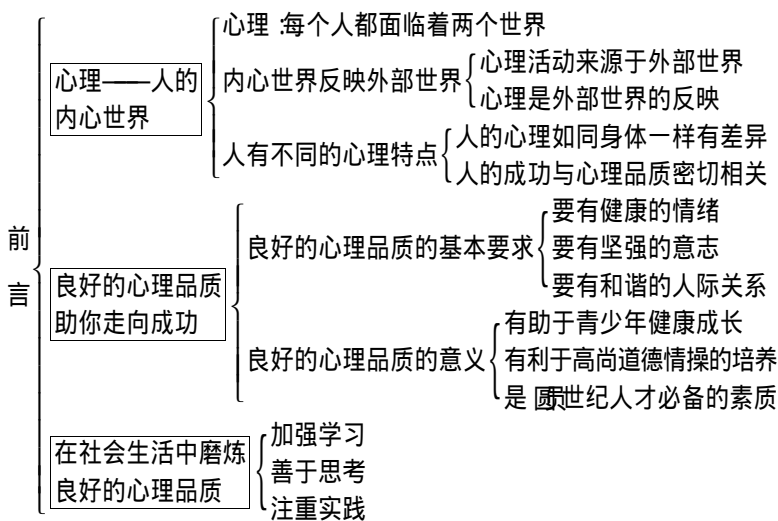 前言
心理——人的
内心世界
心理:每个人都面临着两个世界
内心世界反映外部世界
心理活动来源于外部世界
心理是外部世界的反映
人有不同的心理特点
人的心理如同身体一样有差异
人的成功与心理品质密切相关
良好的心理品质
助你走向成功
良好的心理品质的基本要求
要有健康的情绪
要有坚强的意志
要有和谐的人际关系
良好的心理品质的意义
有助于青少年健康成长
有利于高尚道德情操的培养
是 世纪人才必备的素质
在社会生活中磨炼
良好的心理品质
加强学习
善于思考
注重实践